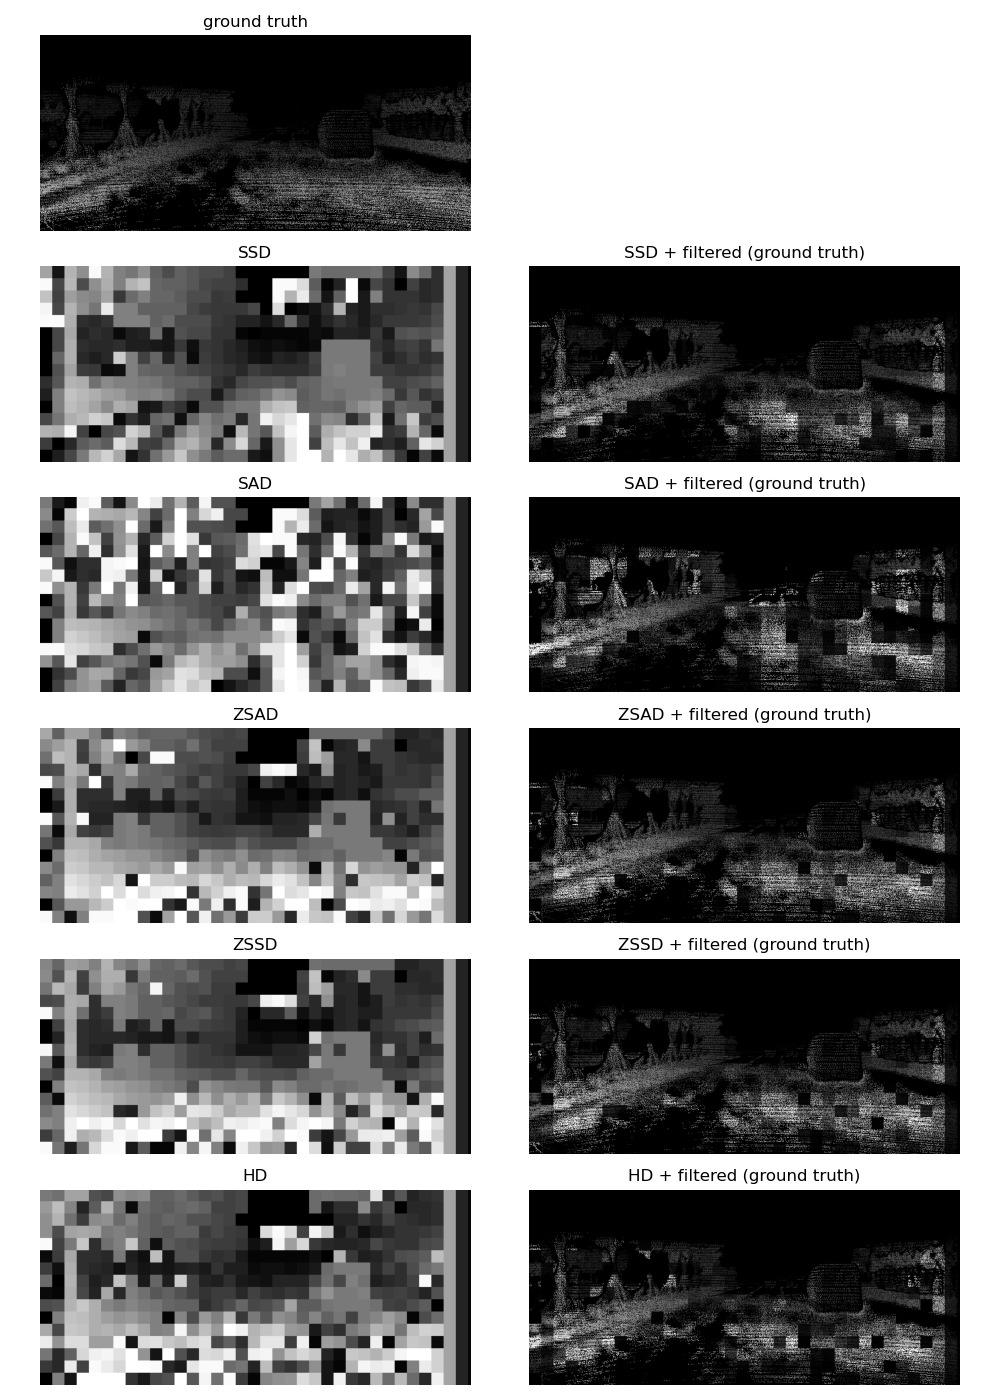 ground truth
SSD
SSD + filtered (ground truth)
SAD
SAD + filtered (ground truth)
ZSAD
ZSAD + filtered (ground truth)
ZSSD
ZSSD + filtered (ground truth)
HD
HD + filtered (ground truth)